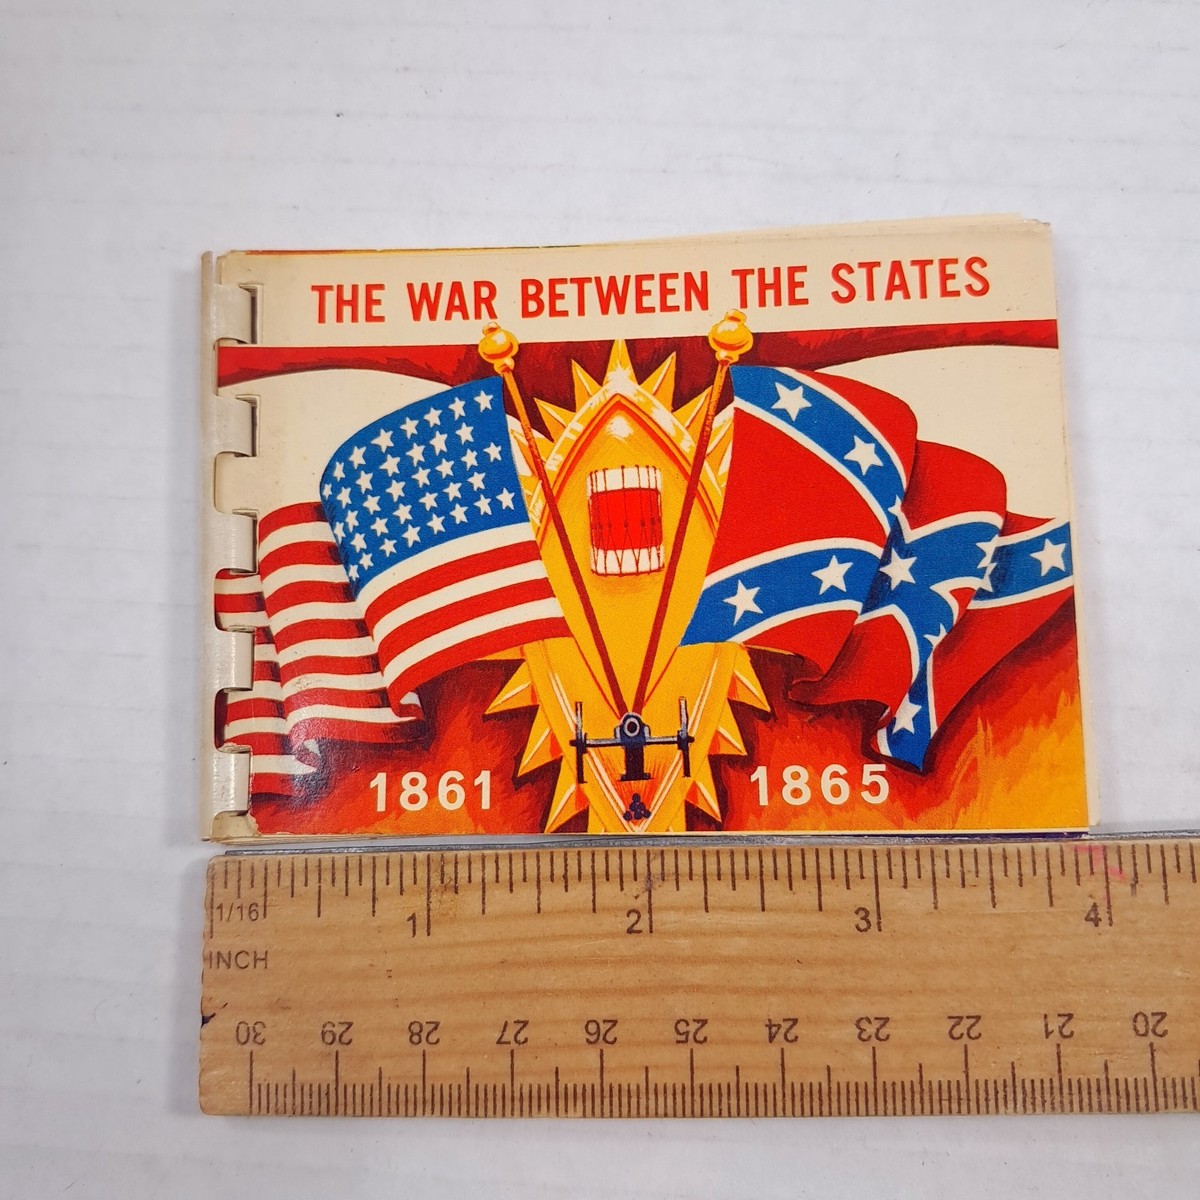 THE WAR BETWEEN THE STATES
1861 1865
1/16 1 2 3 4
INCH
30 29 28 27 26 25 24 23 22 21 20